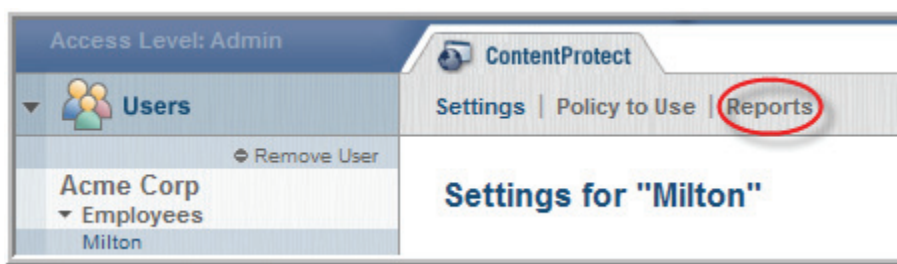 Access Level: Admin
ContentProtect
Users
Settings | Policy to Use | Reports
Remove User
Acme Corp
Settings for "Milton"
Employees
Milton